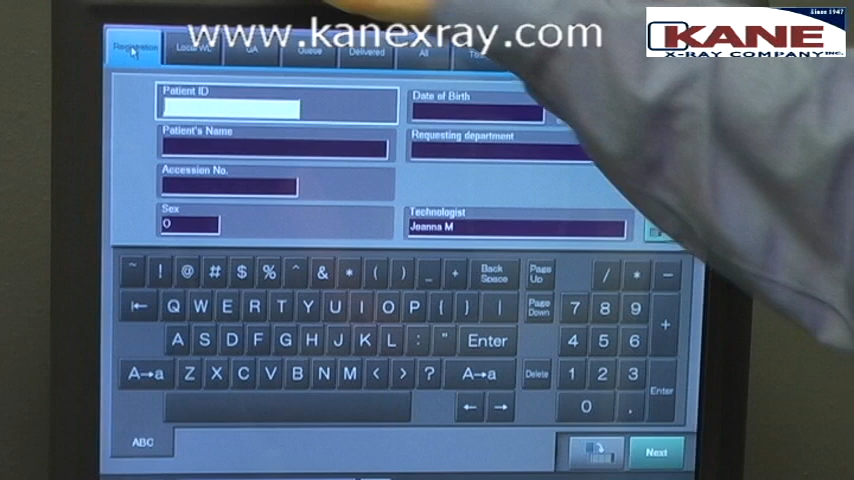 www.kanexray.com
Since 1947
KANE
X-RAY COMPANY INC.
Registration Local WL QA Queue Delivered All
Patient ID
Date of Birth
Patient's Name
Requesting department
Accession No.
Sex
O
Technologist
Joanna M
~ ! @ # $ % ^ & * ( ) _ + Back Space Page Up / * −
Q W E R T Y U I O P { } | Page Down 7 8 9 +
A S D F G H J K L : " Enter 4 5 6
A→a Z X C V B N M < > ? A→a Delete 1 2 3 Enter
← → 0 .
ABC
Next